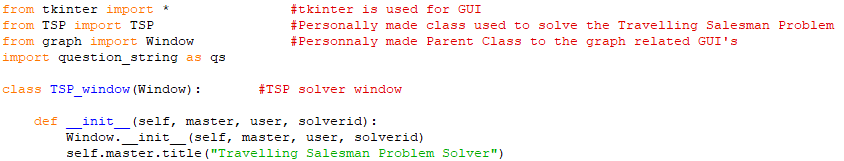 from tkinter import *                 #tkinter is used for GUI
from TSP import TSP                   #Personally made class used to solve the Travelling Salesman Problem
from graph import Window              #Personnaly made Parent Class to the graph related GUI's
import question_string as qs
class TSP_window(Window):       #TSP solver window
    def __init__(self, master, user, solverid):
        Window.__init__(self, master, user, solverid)
        self.master.title("Travelling Salesman Problem Solver")